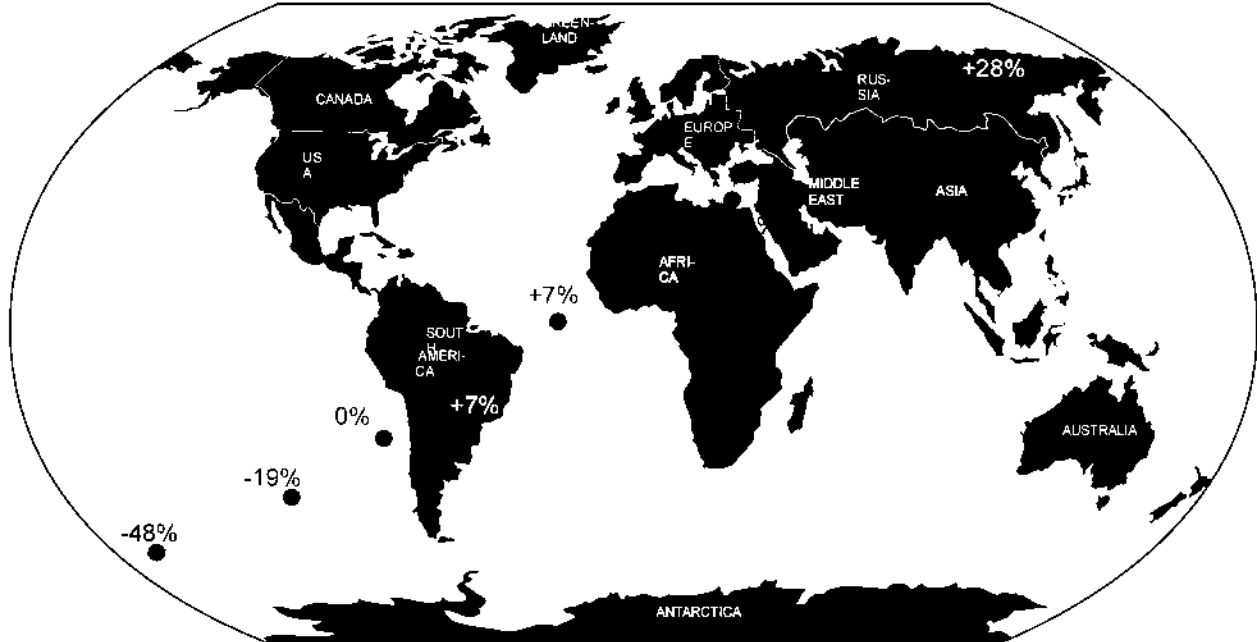 GREEN-
LAND
+28%
RUS-
SIA
CANADA
EUROP
E
US
A
MIDDLE
EAST
ASIA
AFRI-
CA
+7%
SOUT
H
AMERI-
CA
+7%
0%
AUSTRALIA
-19%
-48%
ANTARCTICA